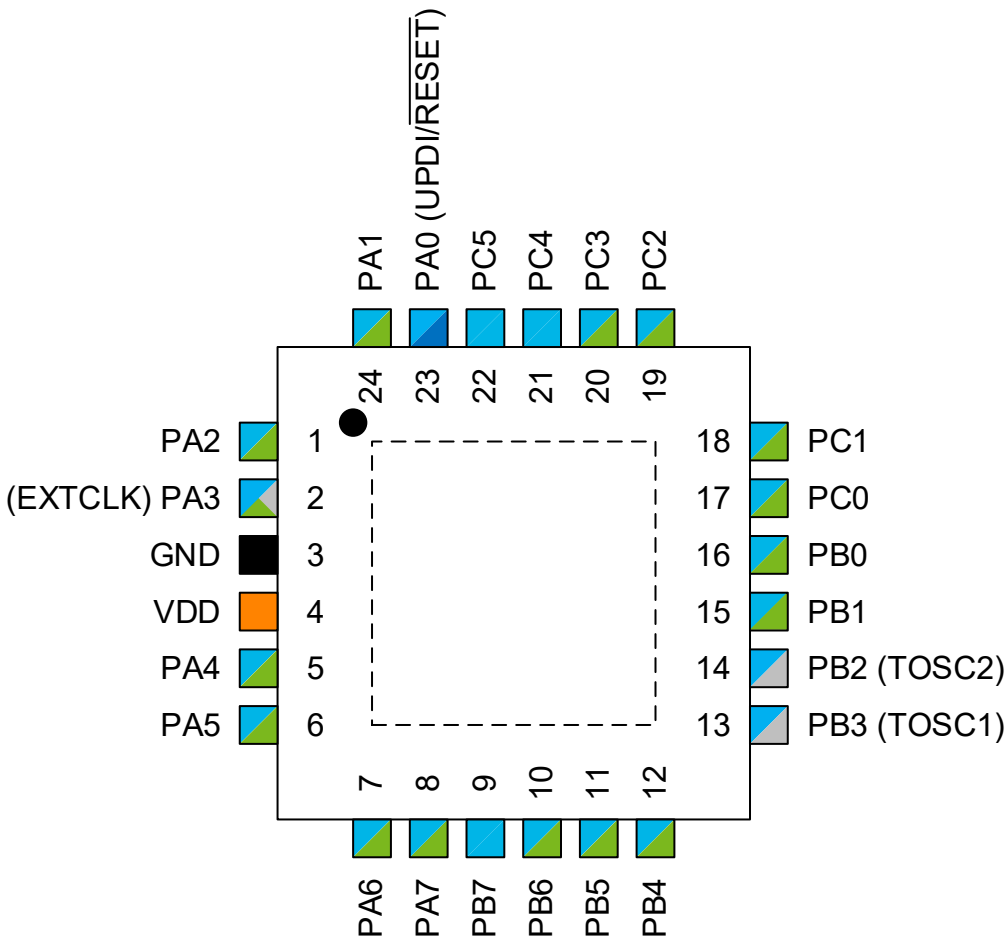 PA1
PA0 (UPDI/RESET)
PC5
PC4
PC3
PC2
24
23
22
21
20
19
PA2 1
(EXTCLK) PA3 2
GND 3
VDD 4
PA4 5
PA5 6
18 PC1
17 PC0
16 PB0
15 PB1
14 PB2 (TOSC2)
13 PB3 (TOSC1)
7
8
9
10
11
12
PA6
PA7
PB7
PB6
PB5
PB4